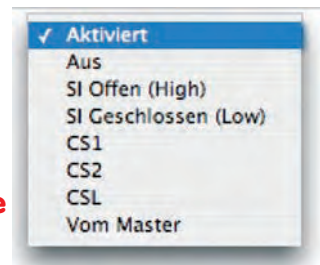 ✓ Aktiviert
Aus
SI Offen (High)
SI Geschlossen (Low)
CS1
CS2
CSL
Vom Master
e